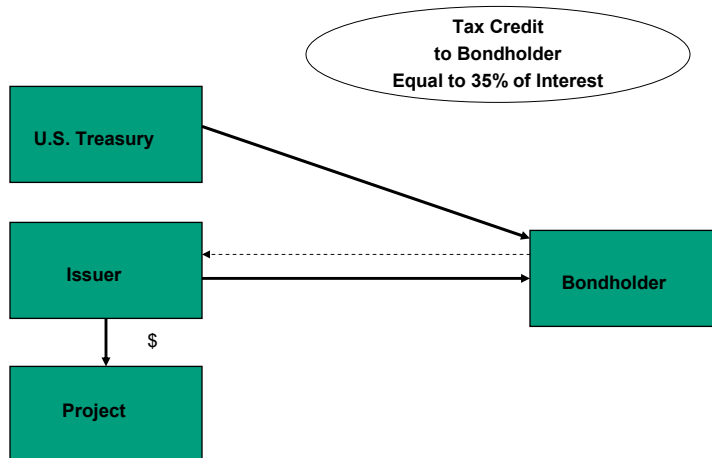 Tax Credit
to Bondholder
Equal to 35% of Interest
U.S. Treasury
Issuer
Bondholder
$
Project